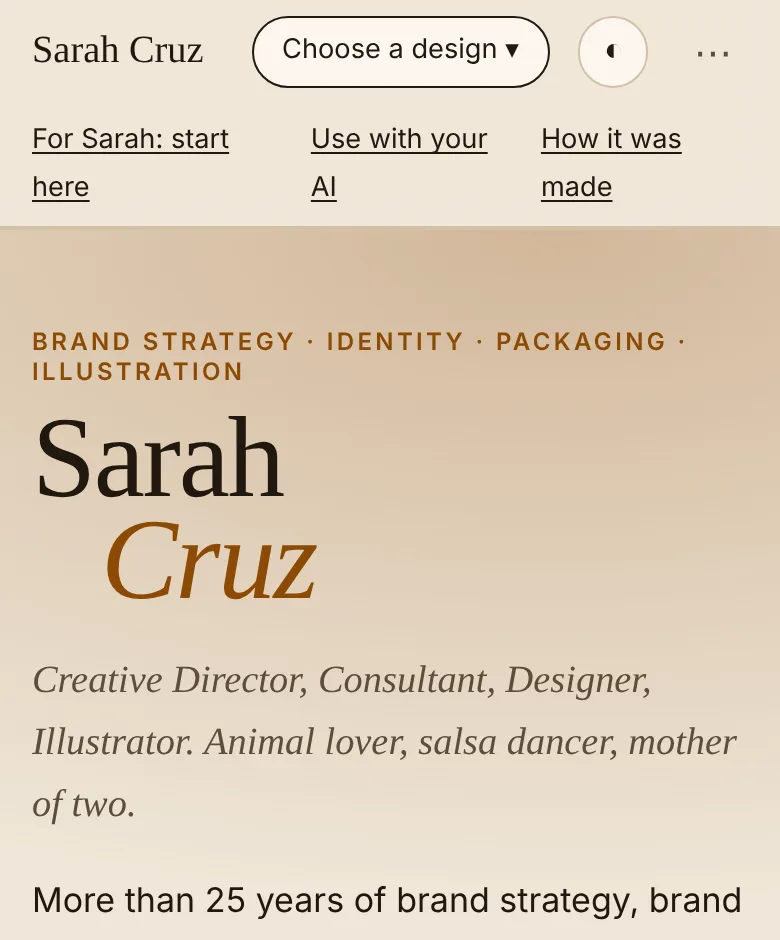 Sarah Cruz
Choose a design ▾
◐
...
For Sarah: start
here
Use with your
AI
How it was
made
BRAND STRATEGY · IDENTITY · PACKAGING ·
ILLUSTRATION
Sarah
Cruz
Creative Director, Consultant, Designer,
Illustrator. Animal lover, salsa dancer, mother
of two.
More than 25 years of brand strategy, brand